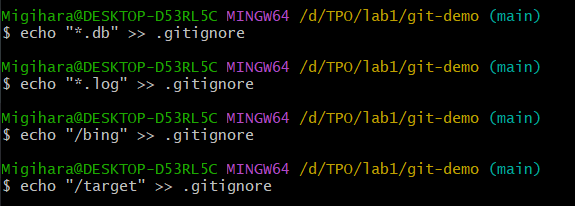 Migihara@DESKTOP-D53RL5C MINGW64 /d/TPO/lab1/git-demo (main)
$ echo "*.db" >> .gitignore
Migihara@DESKTOP-D53RL5C MINGW64 /d/TPO/lab1/git-demo (main)
$ echo "*.log" >> .gitignore
Migihara@DESKTOP-D53RL5C MINGW64 /d/TPO/lab1/git-demo (main)
$ echo "/bing" >> .gitignore
Migihara@DESKTOP-D53RL5C MINGW64 /d/TPO/lab1/git-demo (main)
$ echo "/target" >> .gitignore